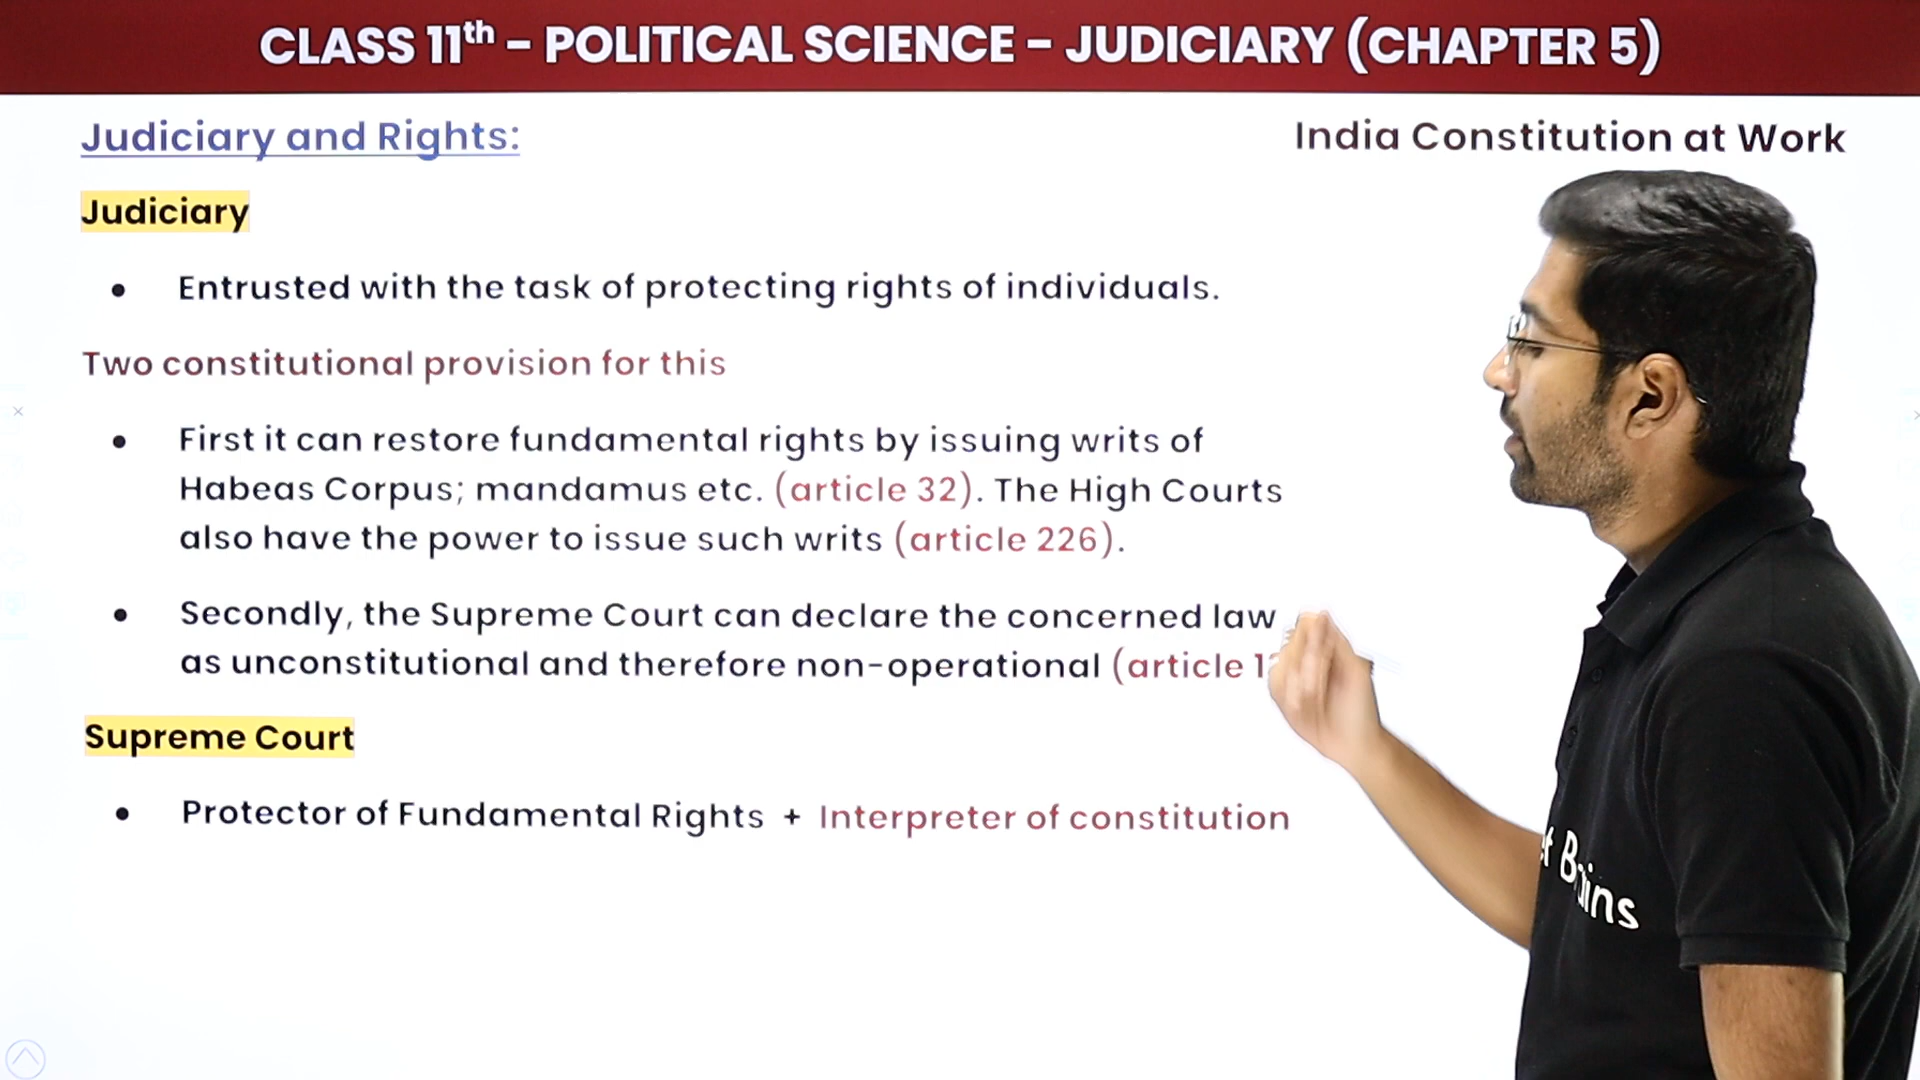 CLASS 11th – POLITICAL SCIENCE – JUDICIARY (CHAPTER 5)
Judiciary and Rights:
India Constitution at Work
Judiciary
• Entrusted with the task of protecting rights of individuals.
Two constitutional provision for this
• First it can restore fundamental rights by issuing writs of
Habeas Corpus; mandamus etc. (article 32). The High Courts
also have the power to issue such writs (article 226).
• Secondly, the Supreme Court can declare the concerned law
as unconstitutional and therefore non-operational (article
Supreme Court
• Protector of Fundamental Rights + Interpreter of constitution